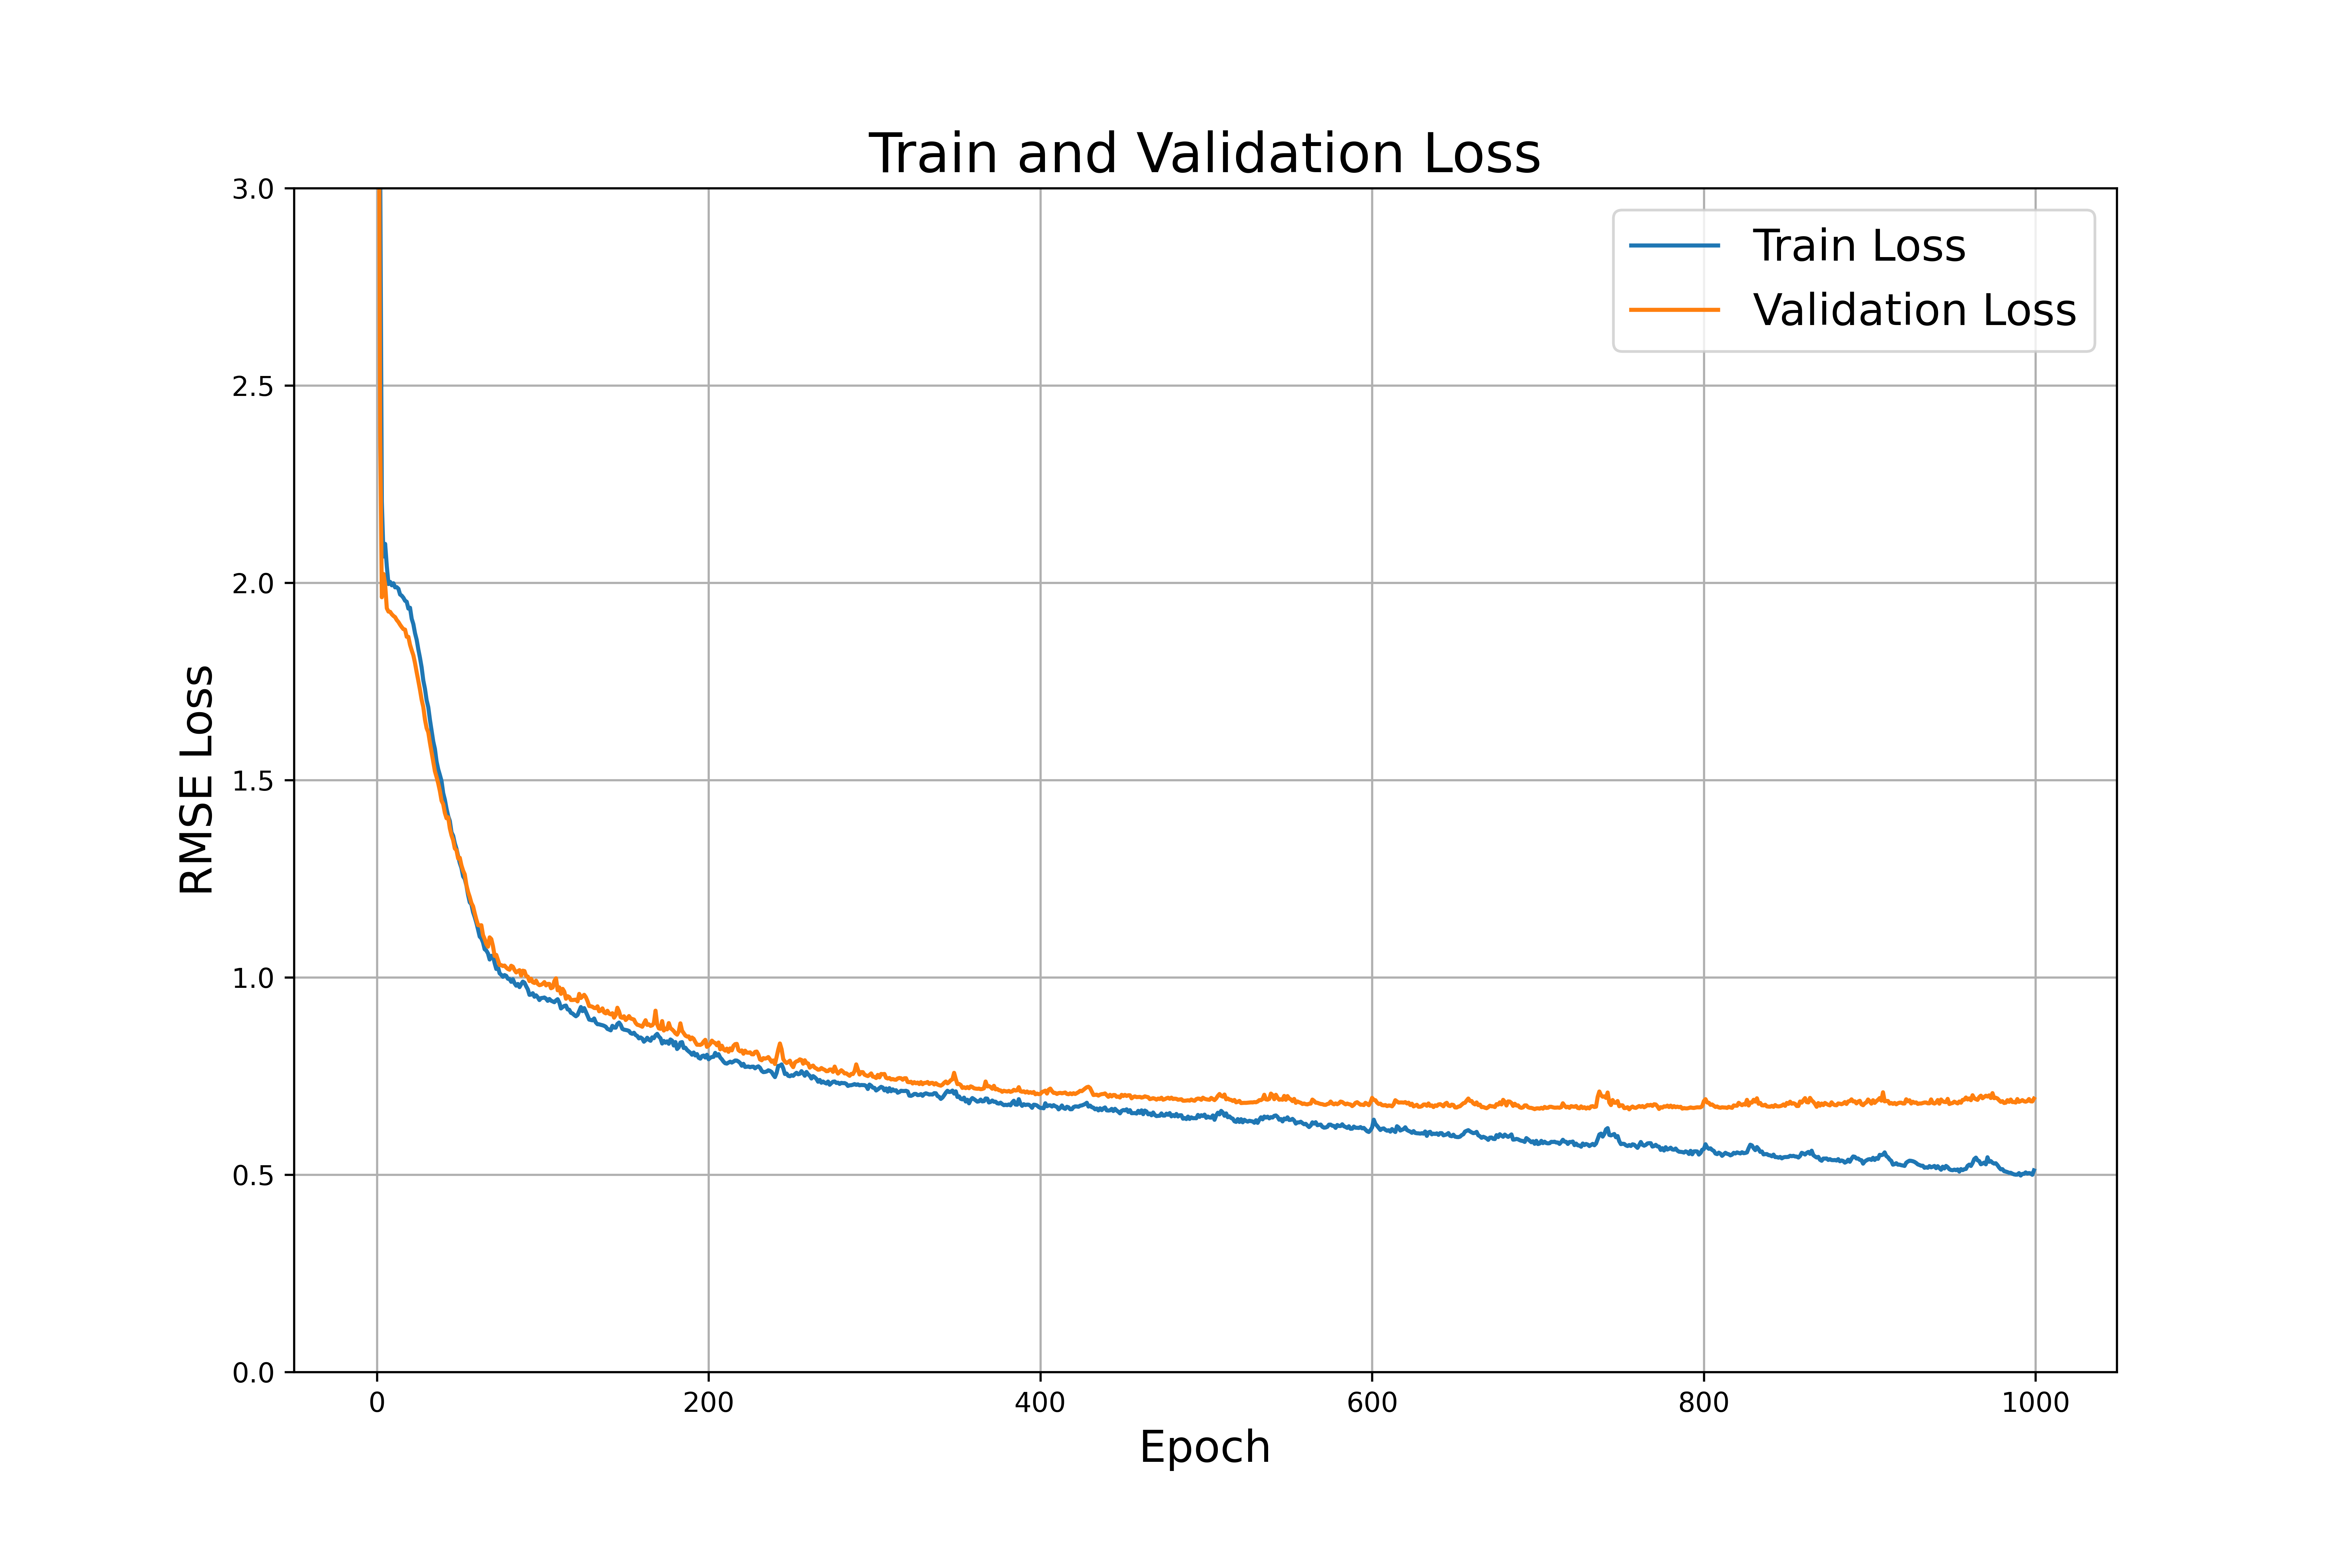 Train and Validation Loss
3.0
2.5
2.0
1.5
1.0
0.5
0.0
RMSE Loss
Train Loss
Validation Loss
0 200 400 600 800 1000
Epoch